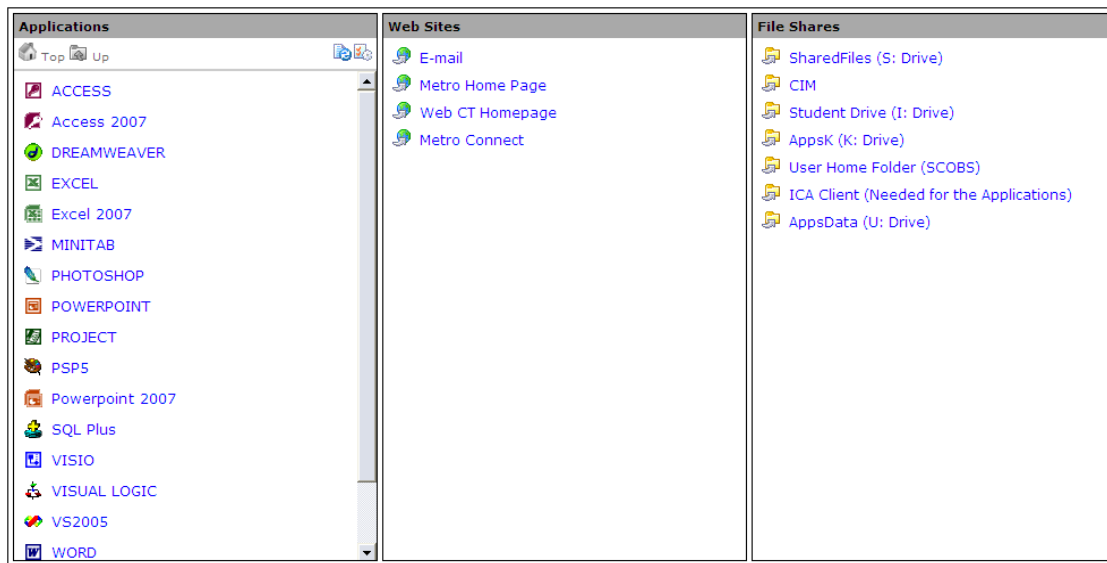 Applications
Top Up
ACCESS
Access 2007
DREAMWEAVER
EXCEL
Excel 2007
MINITAB
PHOTOSHOP
POWERPOINT
PROJECT
PSP5
Powerpoint 2007
SQL Plus
VISIO
VISUAL LOGIC
VS2005
WORD
Web Sites
E-mail
Metro Home Page
Web CT Homepage
Metro Connect
File Shares
SharedFiles (S: Drive)
CIM
Student Drive (I: Drive)
AppsK (K: Drive)
User Home Folder (SCOBS)
ICA Client (Needed for the Applications)
AppsData (U: Drive)